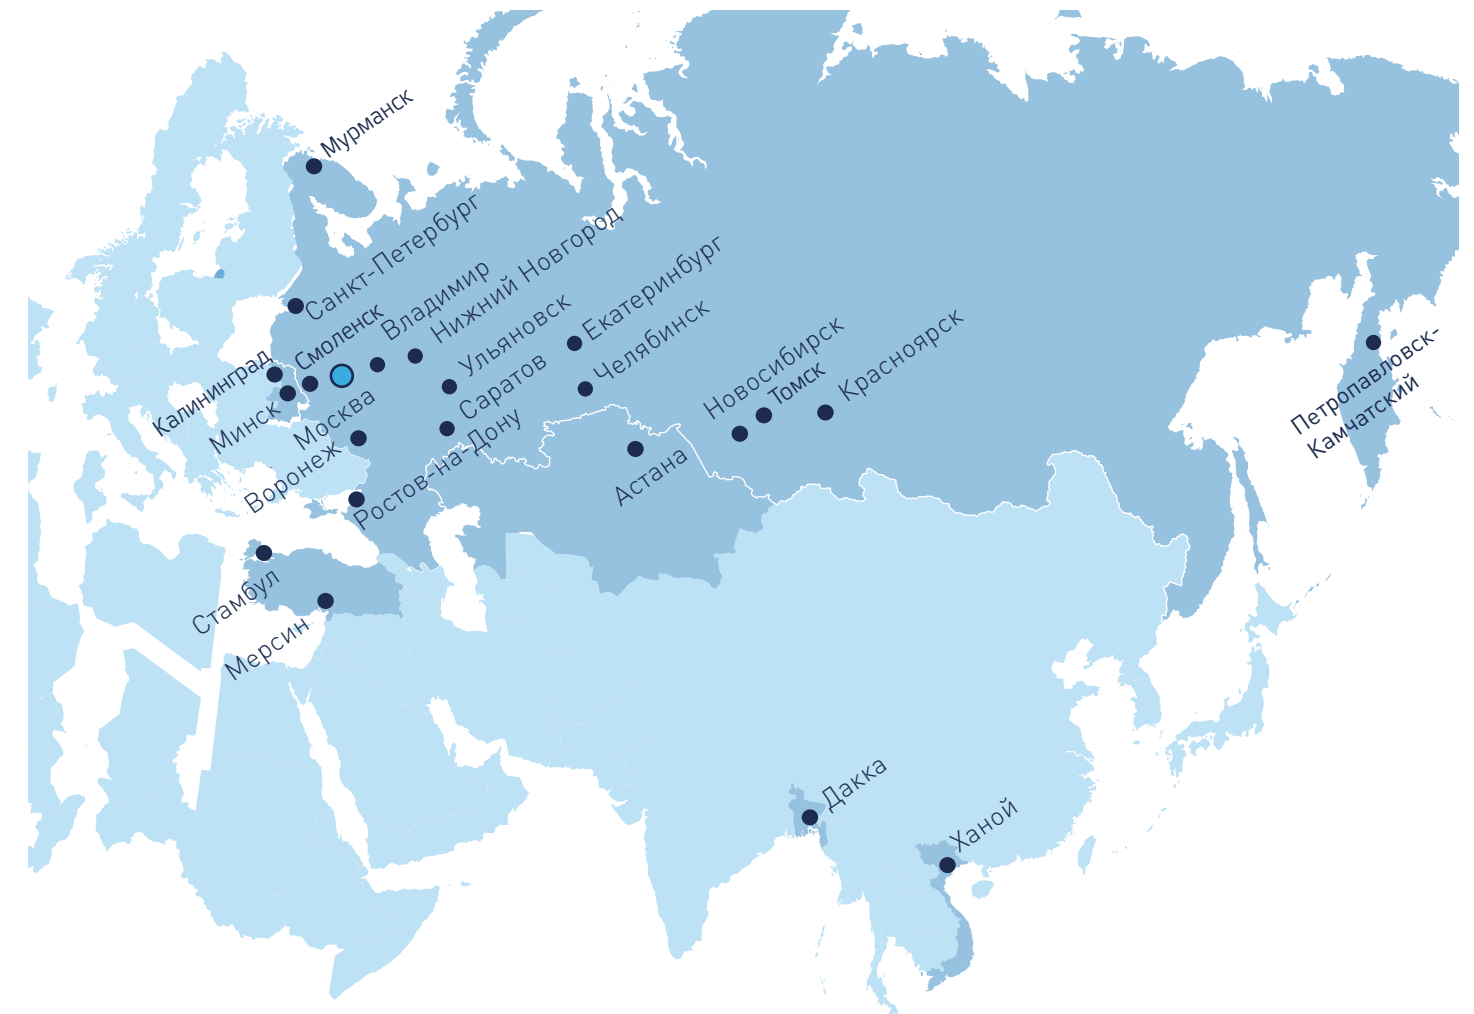 Мурманск
Санкт-Петербург
Нижний Новгород
Владимир
Смоленск
Екатеринбург
Ульяновск
Челябинск
Калининград
Новосибирск
Томск
Красноярск
Петропавловск-
Камчатский
Саратов
Минск
Москва
Воронеж
Ростов-на-Дону
Астана
Стамбул
Мерсин
Дакка
Ханой